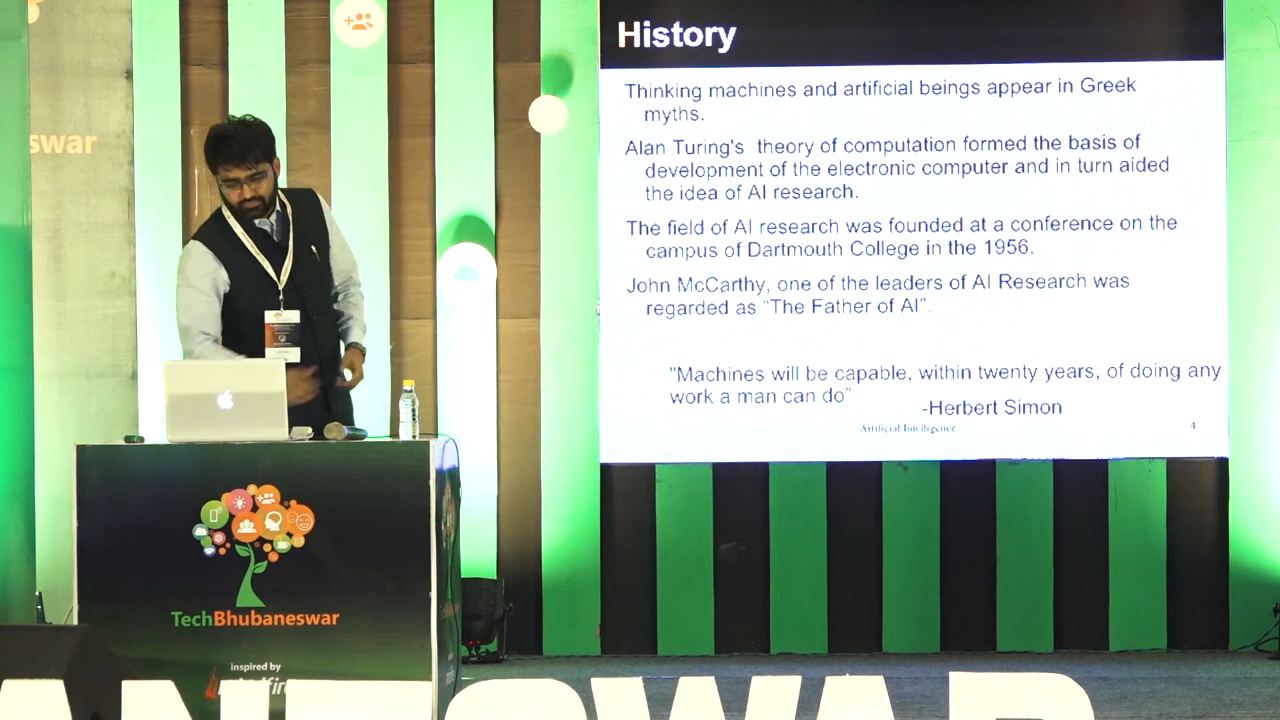 History
Thinking machines and artificial beings appear in Greek
myths.
Alan Turing's theory of computation formed the basis of
development of the electronic computer and in turn aided
the idea of AI research.
The field of AI research was founded at a conference on the
campus of Dartmouth College in the 1956.
John McCarthy, one of the leaders of AI Research was
regarded as "The Father of AI".
"Machines will be capable, within twenty years, of doing any
work a man can do"
-Herbert Simon
Artificial Intelligence
4
swar
TechBhubaneswar
inspired by